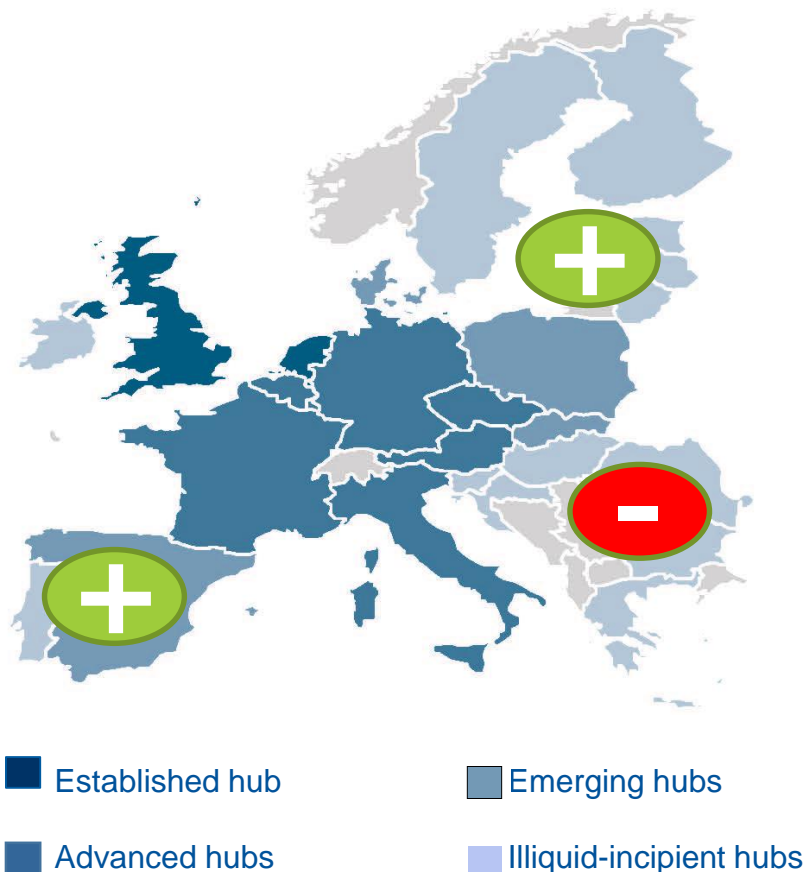 +
+
-
Established hub
Emerging hubs
Advanced hubs
Illiquid-incipient hubs